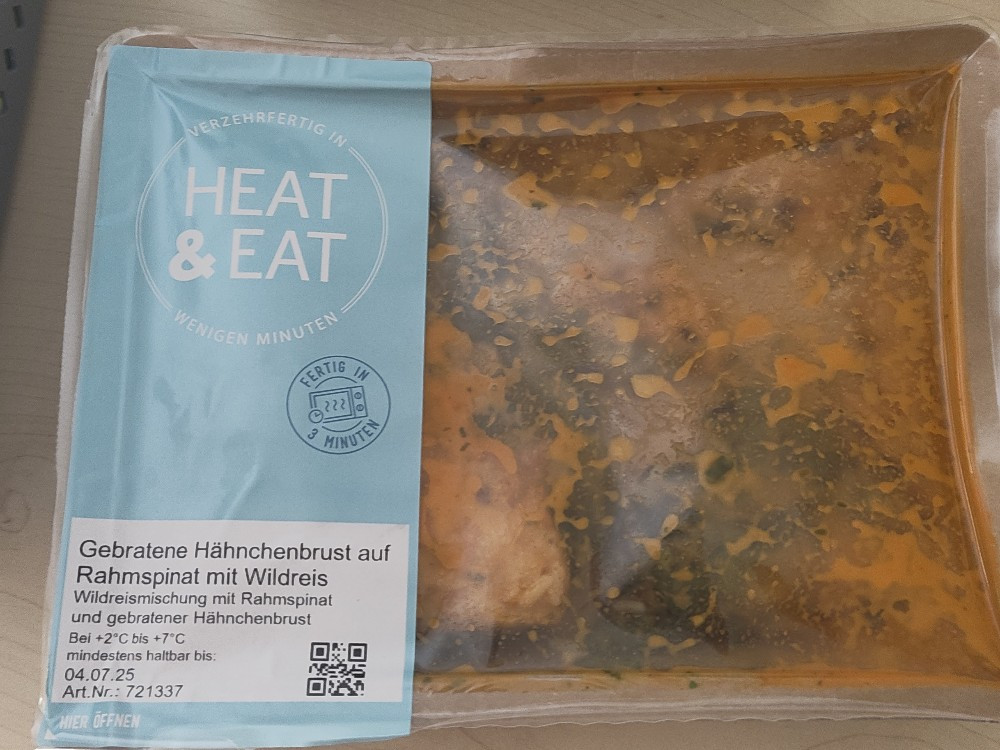 VERZEHRFERTIG IN
HEAT
& EAT
WENIGEN MINUTEN
FERTIG IN
3 MINUTEN
Gebratene Hähnchenbrust auf
Rahmspinat mit Wildreis
Wildreismischung mit Rahmspinat
und gebratener Hähnchenbrust
Bei +2°C bis +7°C
mindestens haltbar bis:
04.07.25
Art.Nr.: 721337
HIER ÖFFNEN